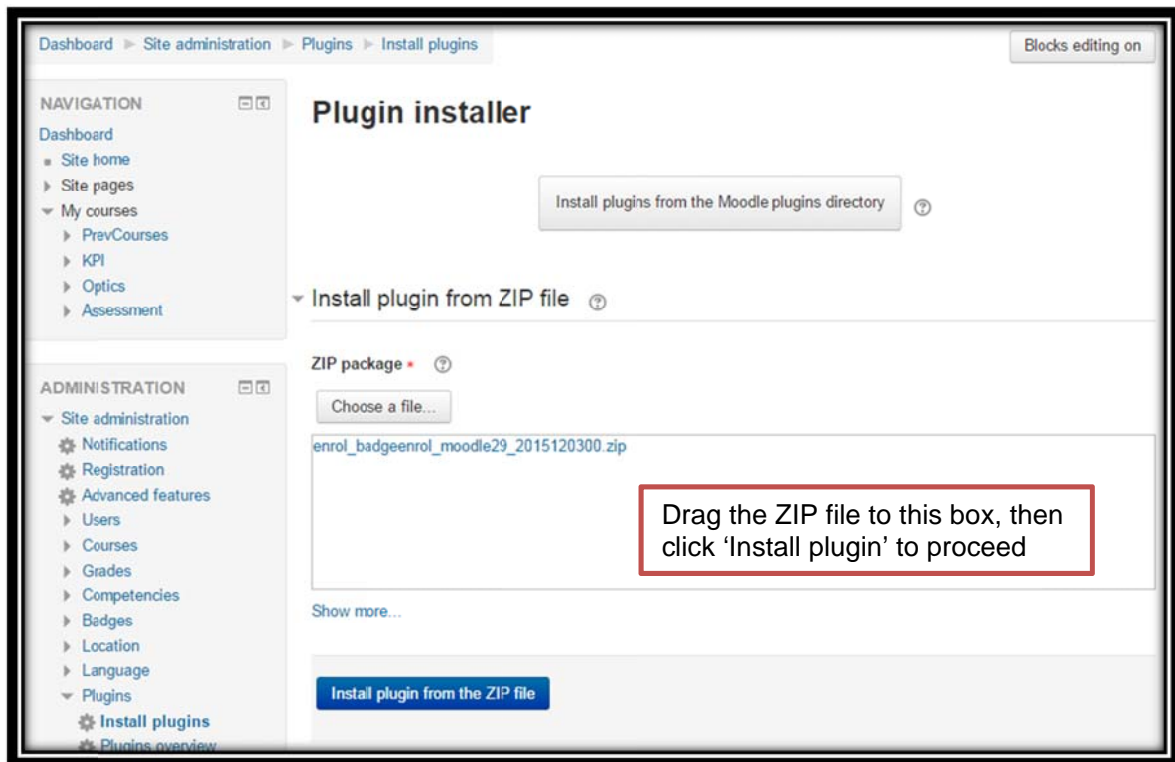 Dashboard ▶ Site administration ▶ Plugins ▶ Install plugins
Blocks editing on
NAVIGATION
Dashboard
Site home
Site pages
My courses
PrevCourses
KPI
Optics
Assessment
ADMINISTRATION
Site administration
Notifications
Registration
Advanced features
Users
Courses
Grades
Competencies
Badges
Location
Language
Plugins
Install plugins
Plugins overview
Plugin installer
Install plugins from the Moodle plugins directory
Install plugin from ZIP file
ZIP package *
Choose a file...
enrol_badgeenrol_moodle29_2015120300.zip
Drag the ZIP file to this box, then
click ‘Install plugin’ to proceed
Show more...
Install plugin from the ZIP file